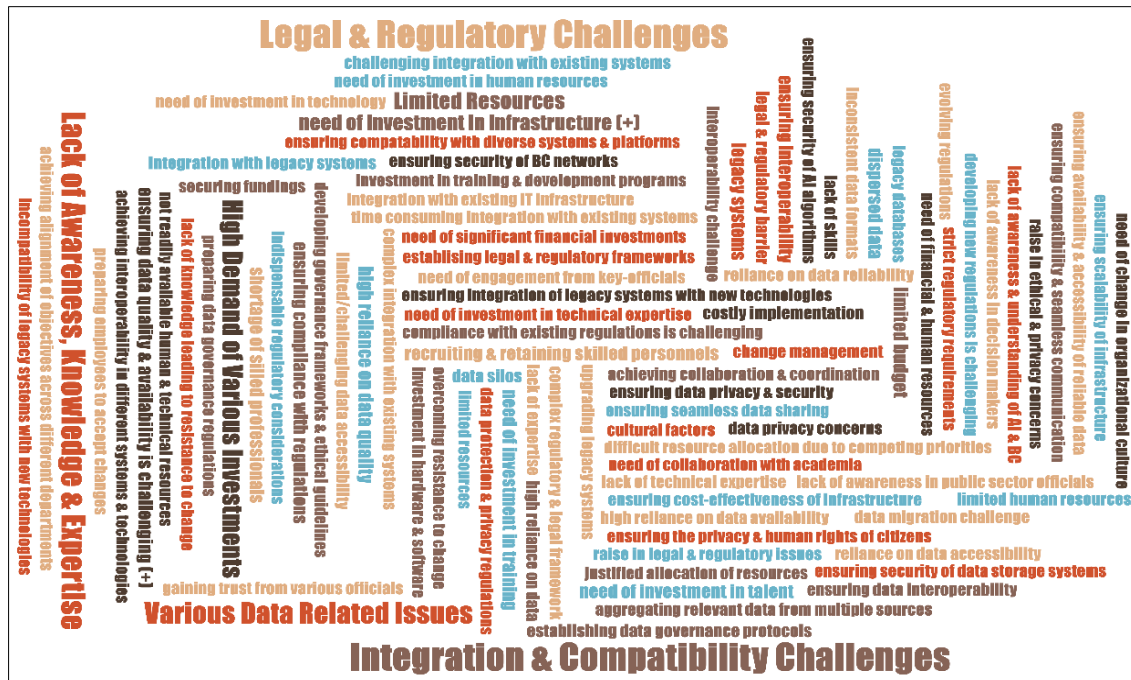 Legal & Regulatory Challenges
challenging integration with existing systems
need of investment in human resources
need of investment in technology
Limited Resources
need of Investment In Infrastructure (+)
ensuring compatability with diverse systems & platforms
Integration with legacy systems
ensuring security of BC networks
securing fundings
Investment in training & development programs
Integration with existing IT Infrastructure
time consuming Integration with existing systems
need of significant financial investments
establising legal & regulatory frameworks
need of engagement from key-officials
reliance on data reliability
ensuring Integration of legacy systems with new technologies
need of investment in technical expertise
costly implementation
compliance with existing regulations is challenging
recruiting & retaining skilled personnels
change management
data silos
achieving collaboration & coordination
ensuring data privacy & security
ensuring seamless data sharing
cultural factors
data privacy concerns
difficult resource allocation due to competing priorities
need of collaboration with academia
lack of technical expertise
lack of awareness in public sector officials
ensuring cost-effectiveness of Infrastructure
limited human resources
high reliance on data availability
data migration challenge
ensuring the privacy & human rights of citizens
raise in legal & regulatory issues
reliance on data accessibility
justified allocation of resources
ensuring security of data storage systems
gaining trust from various officials
need of investment in talent
ensuring data interoperability
Various Data Related Issues
aggregating relevant data from multiple sources
establishing data governance protocols
Integration & Compatibility Challenges
Incompatibility of legacy systems with new technologies
achieving alignment of objectives across different departments
Lack of Awareness, Knowledge & Expertise
preparing employess to accept changes
achieving interoperability in different systems & technologies
ensuring data quality & availability is challenging (+)
not readily available human & technical resources
lack of knowledge leading to resistance to change
preparing data governance regulations
High Demand of Various Investments
shortage of silled professionals
Indispensable regulatory considerations
ensuring compliance with regulations
developing governance frameworks & ethical guidelines
limited/challenging data accessibility
high reliance on data quality
complex integration with existing systems
Investment in hardware & software
overcoming resistance to change
limited resources
data protection & privacy regulations
need of investment in training
lack of expertise
high reliance on data
complex regulatory & legal framework
upgrading legacy systems
Interoperability challenge
legacy systems
legal & regulatory barrier
ensuring interoperability
ensuring security of AI algorithms
lack of skills
Inconsistent data formats
dispersed data
legacy databases
limited budget
need of financial & human resources
evolving regulations
strict regulatory requirements
developing new regulations is challenging
lack of awareness in decision makers
lack of awareness & understanding of AI & BC
raise in ethical & privacy concerns
ensuring compatibility & seamless communication
ensuring availability & accessibility of reliable data
ensuring scalability of infrastructure
need of change in organizational culture